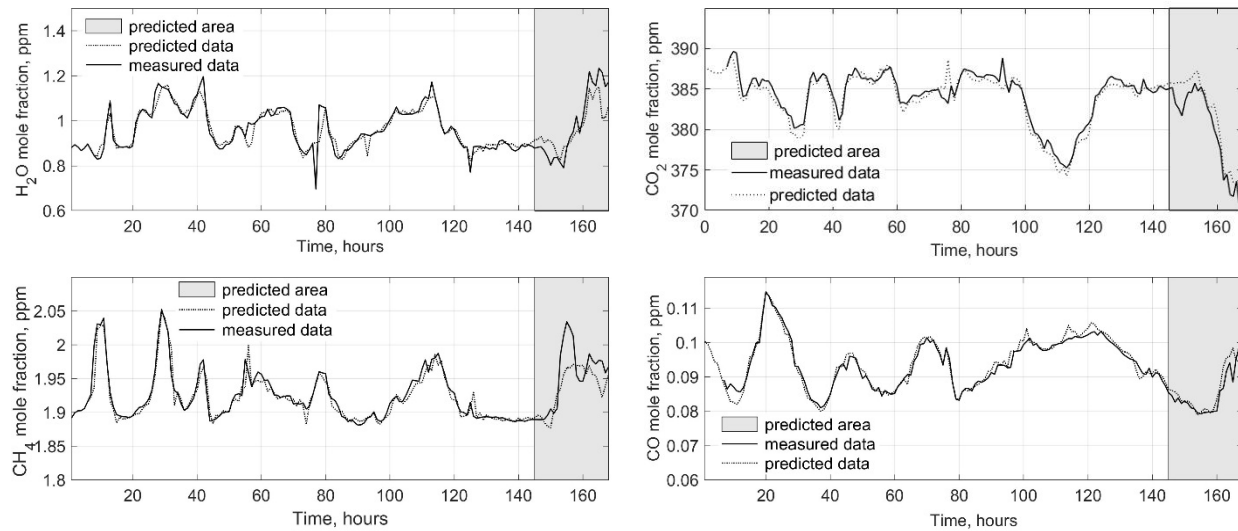 1.4
1.2
1
0.8
0.6
H2O mole fraction, ppm
predicted area
predicted data
measured data
0 20 40 60 80 100 120 140 160
Time, hours
390
385
380
375
370
CO2 mole fraction, ppm
predicted area
measured data
predicted data
0 20 40 60 80 100 120 140 160
Time, hours
2.05
2
1.95
1.9
1.85
1.8
CH4 mole fraction, ppm
predicted area
predicted data
measured data
20 40 60 80 100 120 140 160
Time, hours
0.11
0.1
0.09
0.08
0.07
0.06
CO mole fraction, ppm
predicted area
measured data
predicted data
20 40 60 80 100 120 140 160
Time, hours